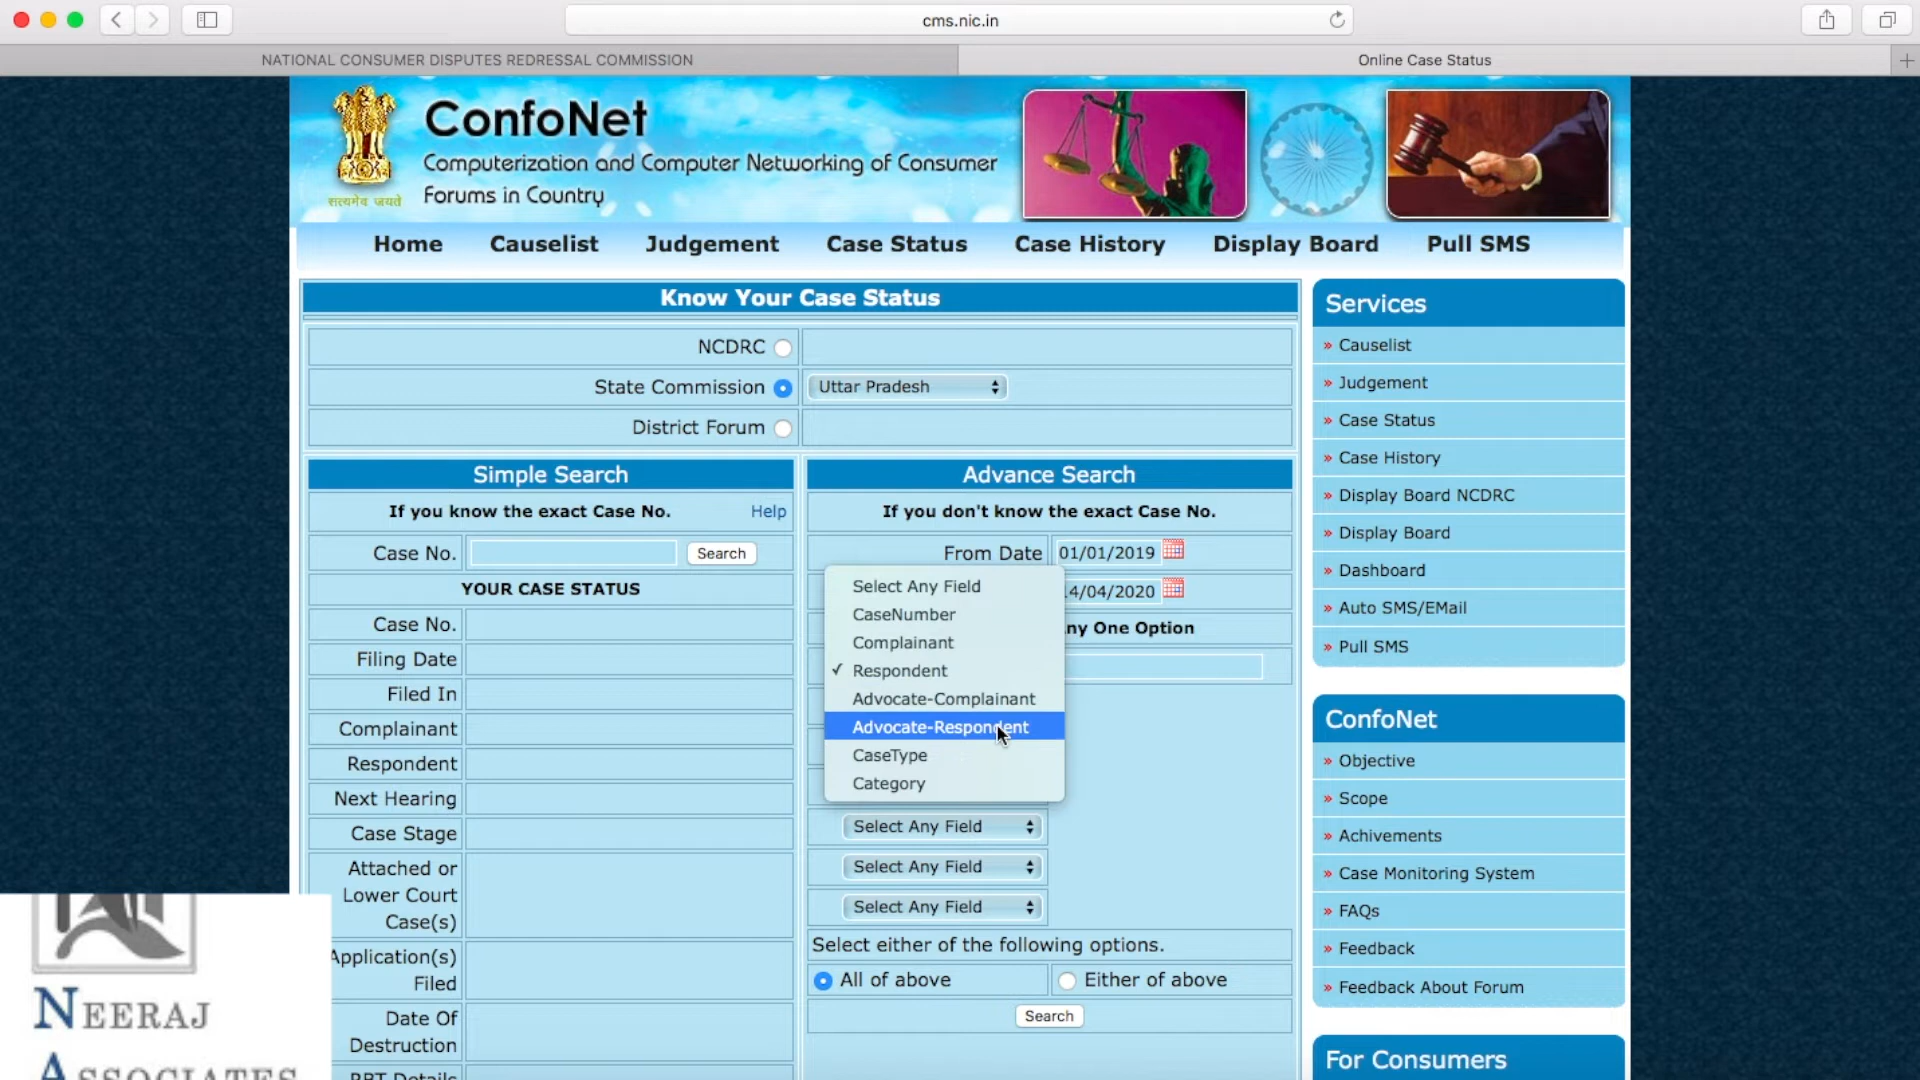 cms.nic.in
NATIONAL CONSUMER DISPUTES REDRESSAL COMMISSION
Online Case Status
ConfoNet
Computerization and Computer Networking of Consumer
Forums in Country
सत्यमेव जयते
Home Causelist Judgement Case Status Case History Display Board Pull SMS
Know Your Case Status
NCDRC
State Commission Uttar Pradesh
District Forum
Simple Search
If you know the exact Case No. Help
Case No. Search
YOUR CASE STATUS
Case No.
Filing Date
Filed In
Complainant
Respondent
Next Hearing
Case Stage
Attached or
Lower Court
Case(s)
Application(s)
Filed
Date Of
Destruction
RBT Details
Advance Search
If you don't know the exact Case No.
From Date 01/01/2019
14/04/2020
ny One Option
Select Any Field
CaseNumber
Complainant
✓ Respondent
Advocate-Complainant
Advocate-Respondent
CaseType
Category
Select Any Field
Select Any Field
Select Any Field
Select either of the following options.
All of above Either of above
Search
Services
» Causelist
» Judgement
» Case Status
» Case History
» Display Board NCDRC
» Display Board
» Dashboard
» Auto SMS/EMail
» Pull SMS
ConfoNet
» Objective
» Scope
» Achivements
» Case Monitoring System
» FAQs
» Feedback
» Feedback About Forum
For Consumers
NEERAJ
ASSOCIATES